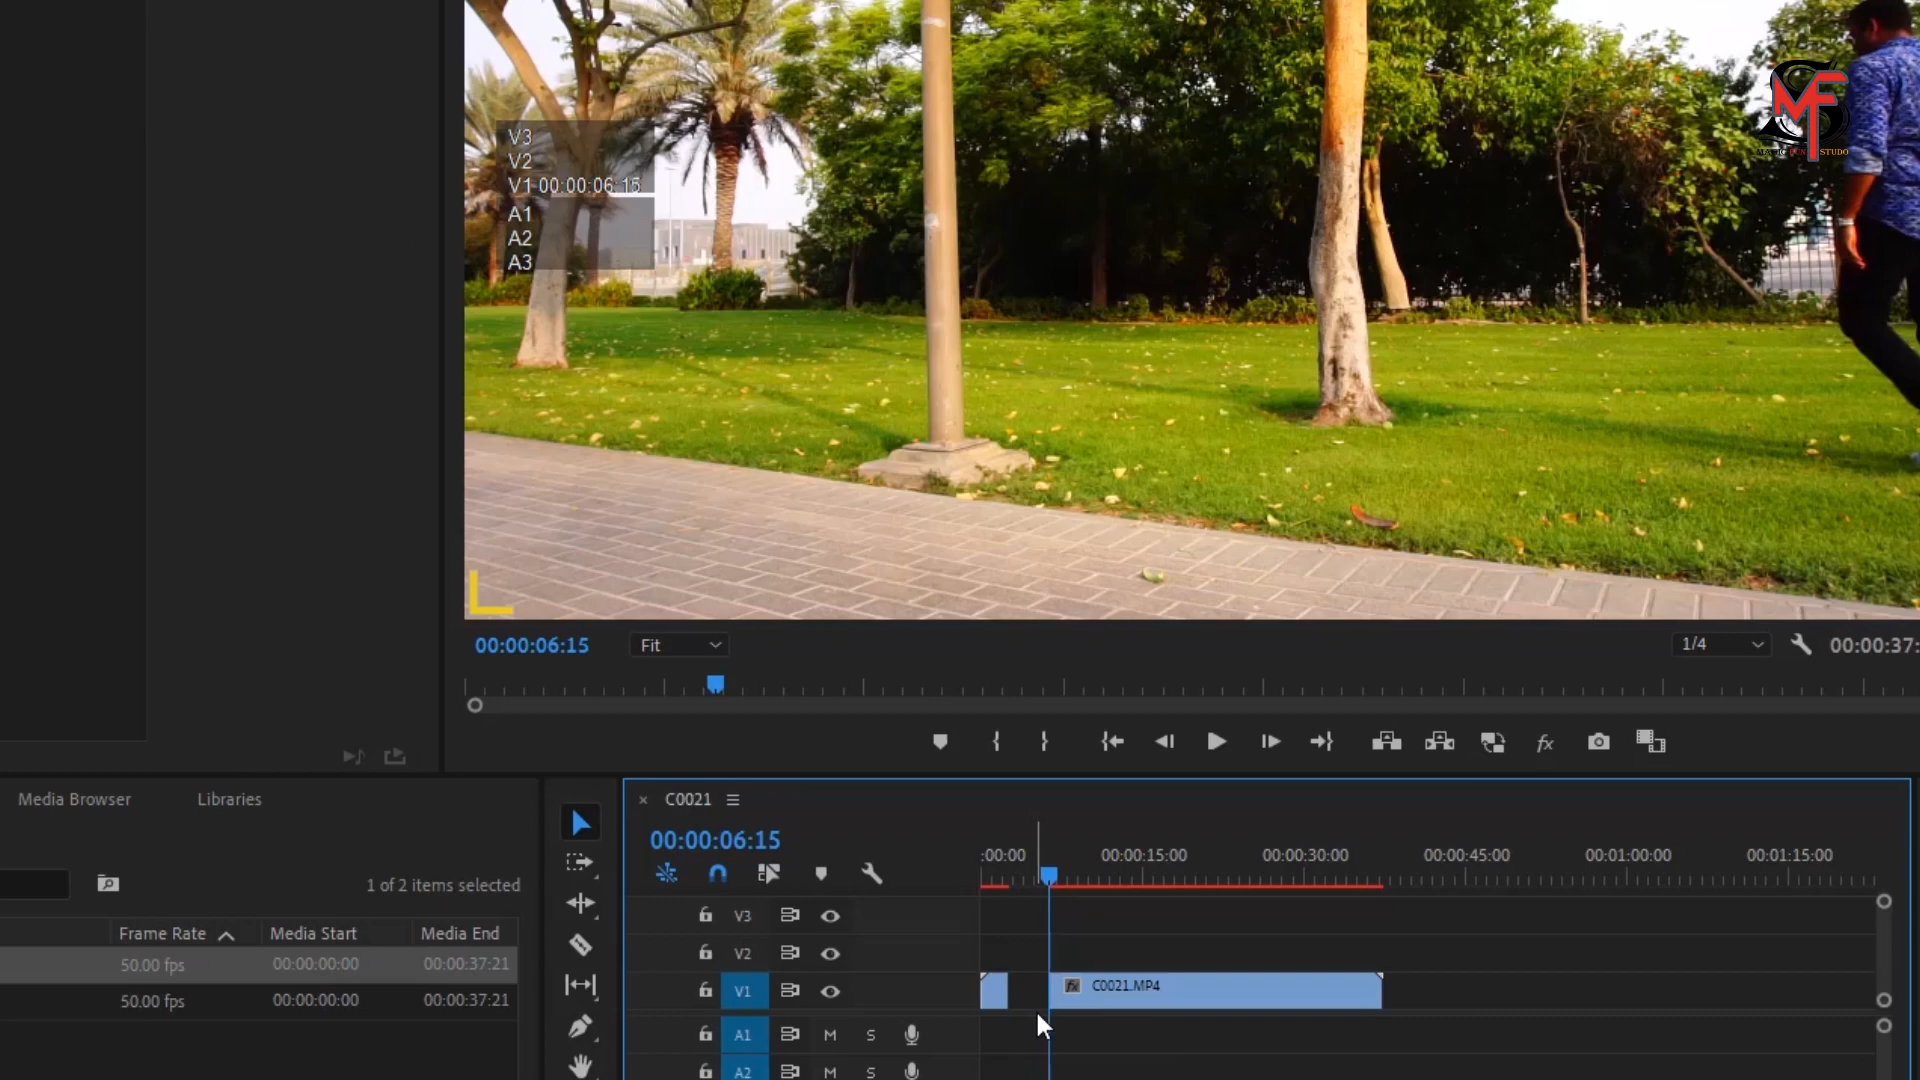 V3
V2
V1 00:00:06:15
A1
A2
A3
MF
00:00:06:15
Fit
1/4
00:00:37:
Media Browser
Libraries
1 of 2 items selected
Frame Rate
Media Start
Media End
50.00 fps
00:00:00:00
00:00:37:21
50.00 fps
00:00:00:00
00:00:37:21
× C0021
00:00:06:15
:00:00
00:00:15:00
00:00:30:00
00:00:45:00
00:01:00:00
00:01:15:00
V3
V2
V1
fx C0021.MP4
A1 M S
A2 M S